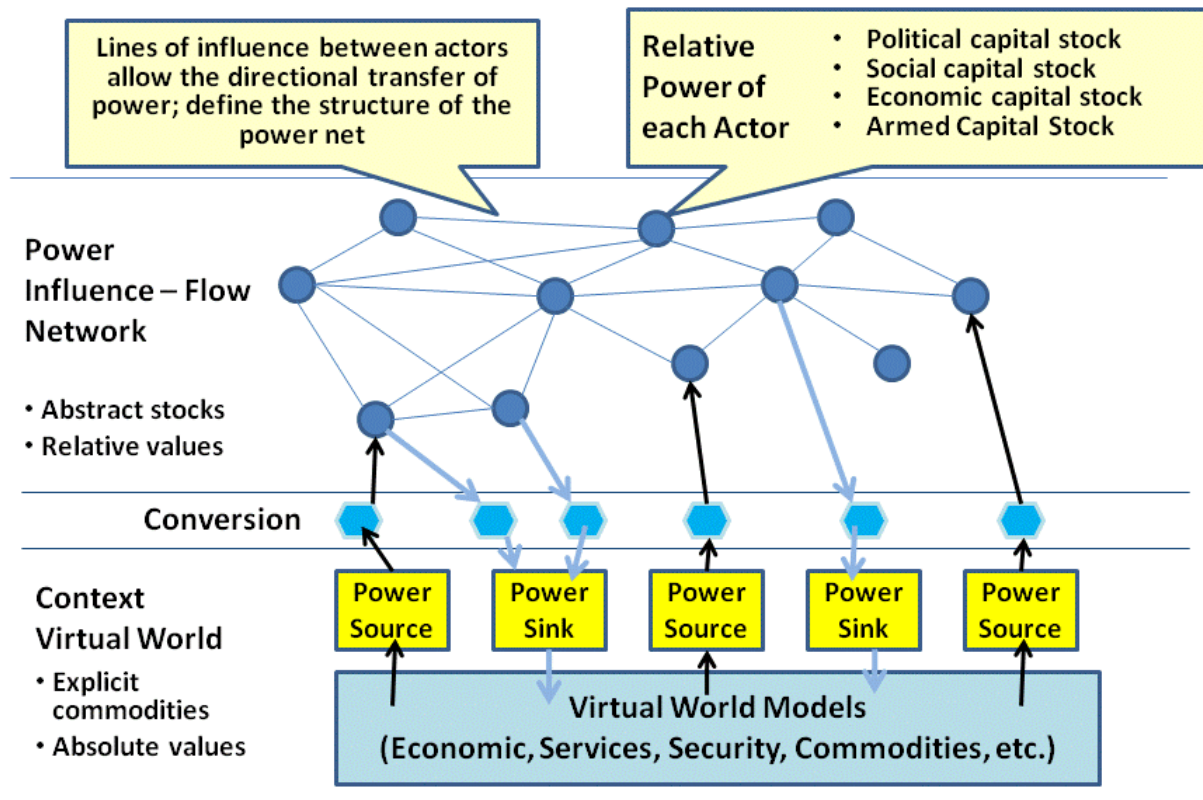 Lines of influence between actors
allow the directional transfer of
power; define the structure of the
power net
Relative
Power of
each Actor
• Political capital stock
• Social capital stock
• Economic capital stock
• Armed Capital Stock
Power
Influence – Flow
Network
• Abstract stocks
• Relative values
Conversion
Context
Virtual World
• Explicit
commodities
• Absolute values
Power
Source
Power
Sink
Power
Source
Power
Sink
Power
Source
Virtual World Models
(Economic, Services, Security, Commodities, etc.)